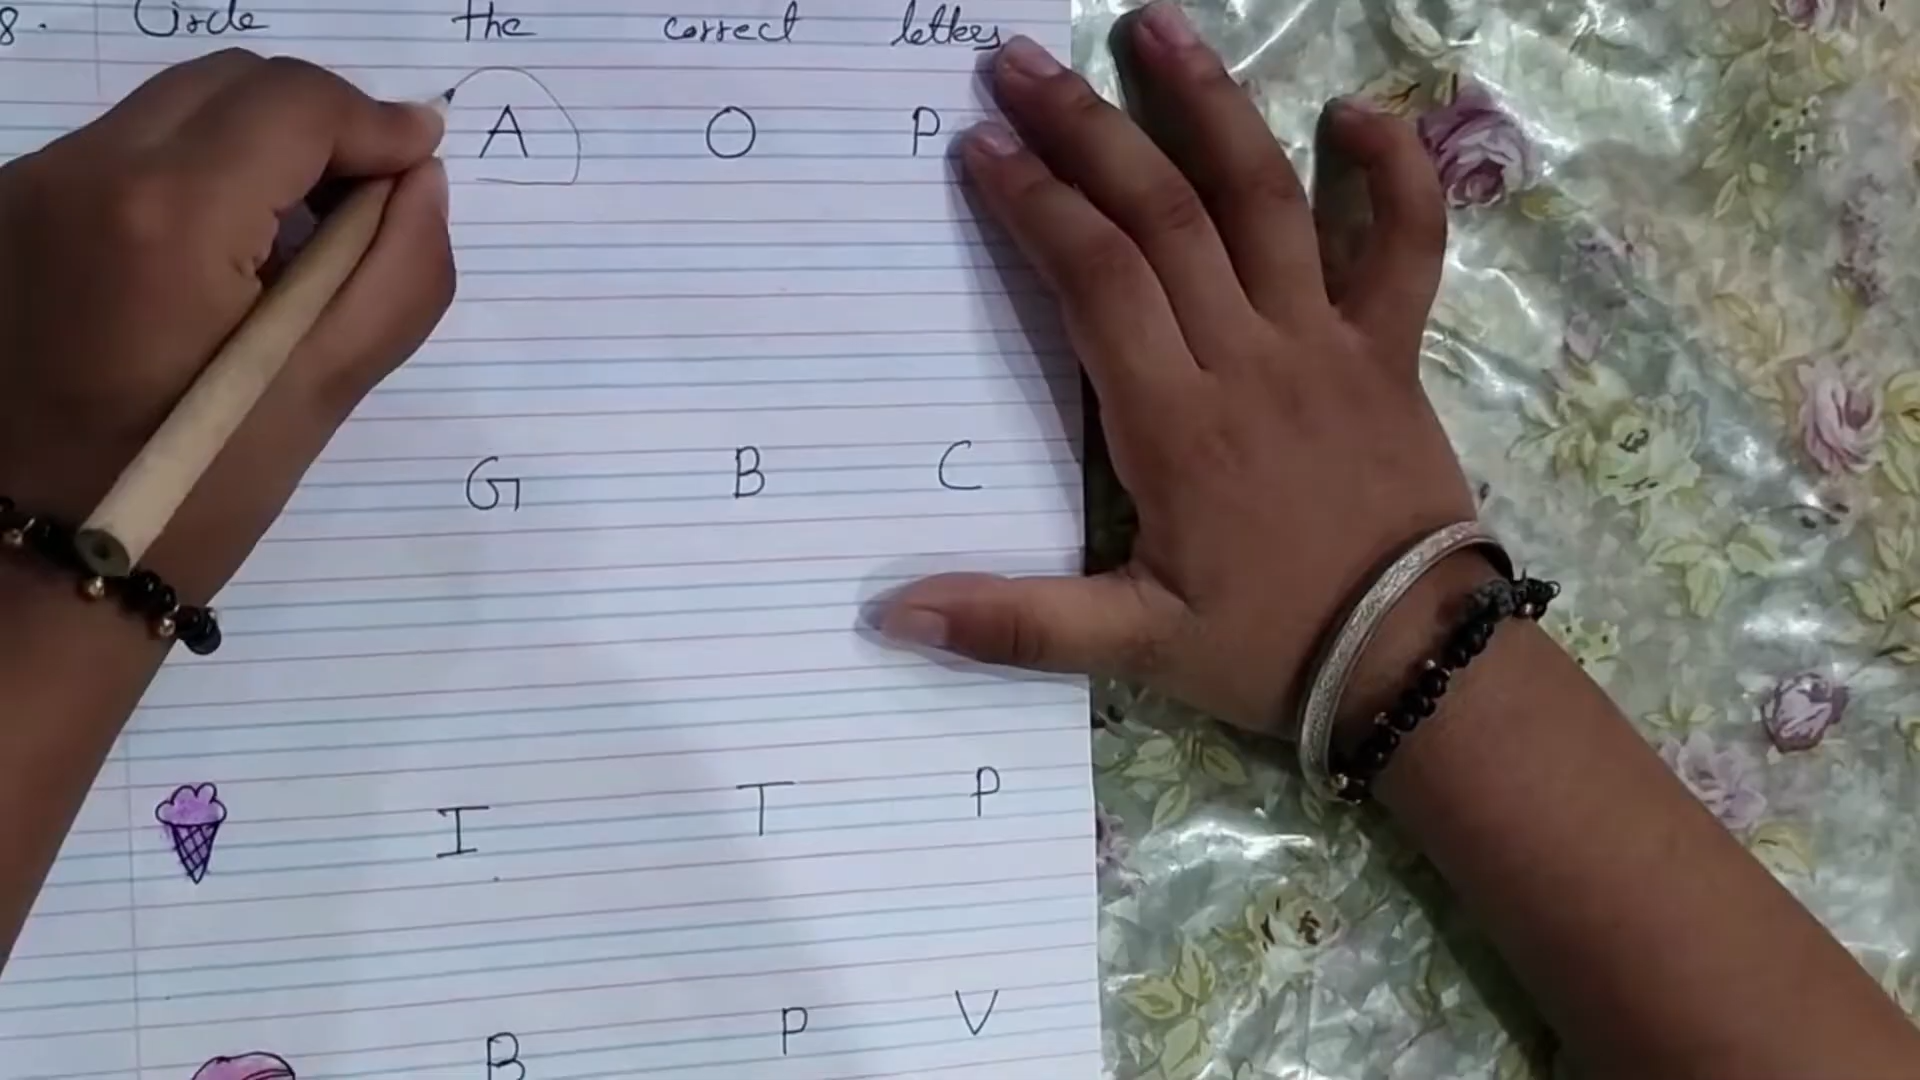 8. Circle the correct letters
A O P
G B C
I T P
B P V